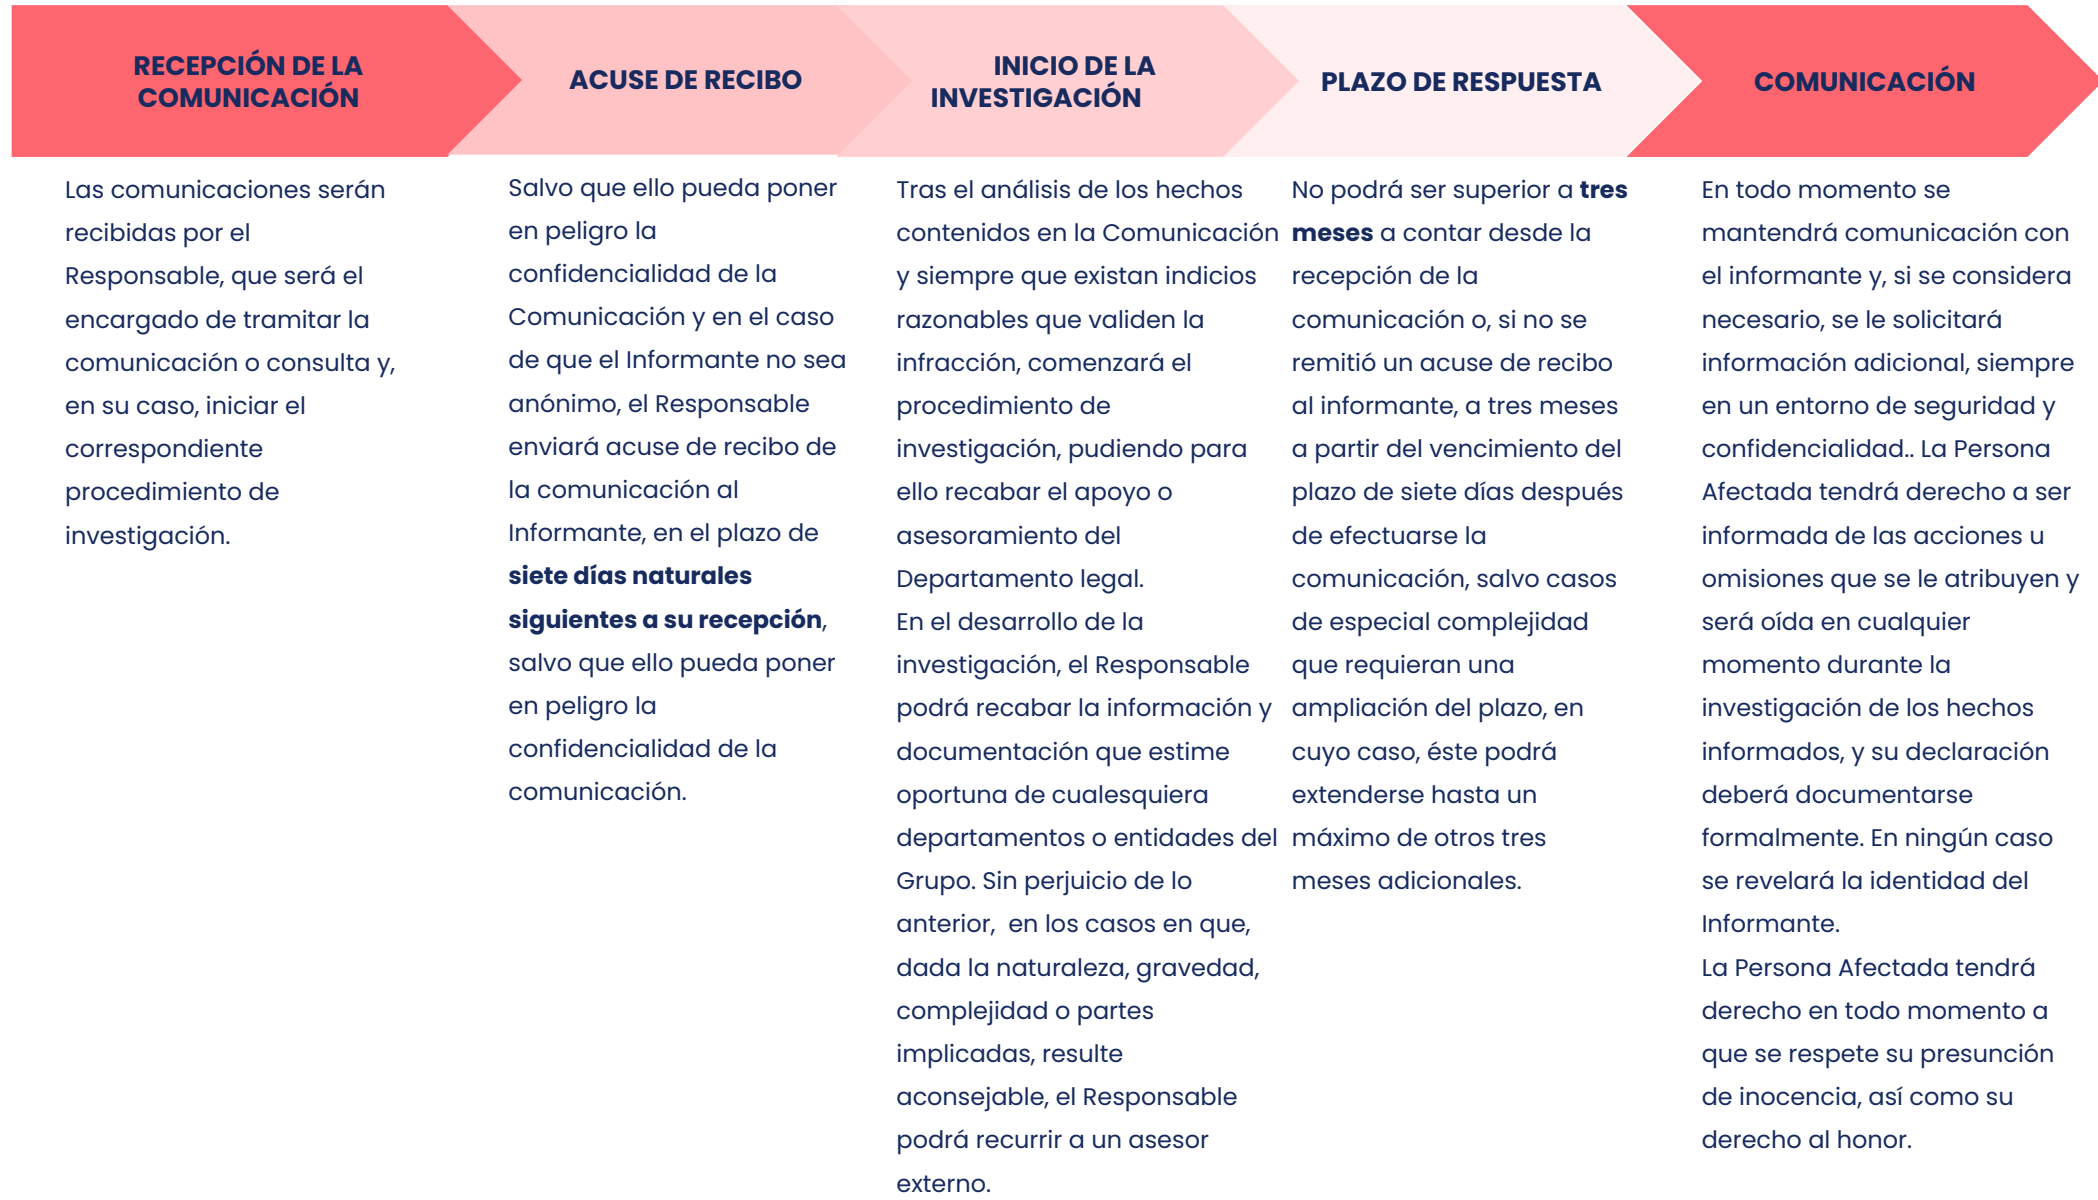 RECEPCIÓN DE LA
COMUNICACIÓN
Las comunicaciones serán
recibidas por el
Responsable, que será el
encargado de tramitar la
comunicación o consulta y,
en su caso, iniciar el
correspondiente
procedimiento de
investigación.
ACUSE DE RECIBO
Salvo que ello pueda poner
en peligro la
confidencialidad de la
Comunicación y en el caso
de que el Informante no sea
anónimo, el Responsable
enviará acuse de recibo de
la comunicación al
Informante, en el plazo de
siete días naturales
siguientes a su recepción,
salvo que ello pueda poner
en peligro la
confidencialidad de la
comunicación.
INICIO DE LA
INVESTIGACIÓN
Tras el análisis de los hechos
contenidos en la Comunicación
y siempre que existan indicios
razonables que validen la
infracción, comenzará el
procedimiento de
investigación, pudiendo para
ello recabar el apoyo o
asesoramiento del
Departamento legal.
En el desarrollo de la
investigación, el Responsable
podrá recabar la información y
documentación que estime
oportuna de cualesquiera
departamentos o entidades del
Grupo. Sin perjuicio de lo
anterior,  en los casos en que,
dada la naturaleza, gravedad,
complejidad o partes
implicadas, resulte
aconsejable, el Responsable
podrá recurrir a un asesor
externo.
PLAZO DE RESPUESTA
No podrá ser superior a tres
meses a contar desde la
recepción de la
comunicación o, si no se
remitió un acuse de recibo
al informante, a tres meses
a partir del vencimiento del
plazo de siete días después
de efectuarse la
comunicación, salvo casos
de especial complejidad
que requieran una
ampliación del plazo, en
cuyo caso, éste podrá
extenderse hasta un
máximo de otros tres
meses adicionales.
COMUNICACIÓN
En todo momento se
mantendrá comunicación con
el informante y, si se considera
necesario, se le solicitará
información adicional, siempre
en un entorno de seguridad y
confidencialidad.. La Persona
Afectada tendrá derecho a ser
informada de las acciones u
omisiones que se le atribuyen y
será oída en cualquier
momento durante la
investigación de los hechos
informados, y su declaración
deberá documentarse
formalmente. En ningún caso
se revelará la identidad del
Informante.
La Persona Afectada tendrá
derecho en todo momento a
que se respete su presunción
de inocencia, así como su
derecho al honor.